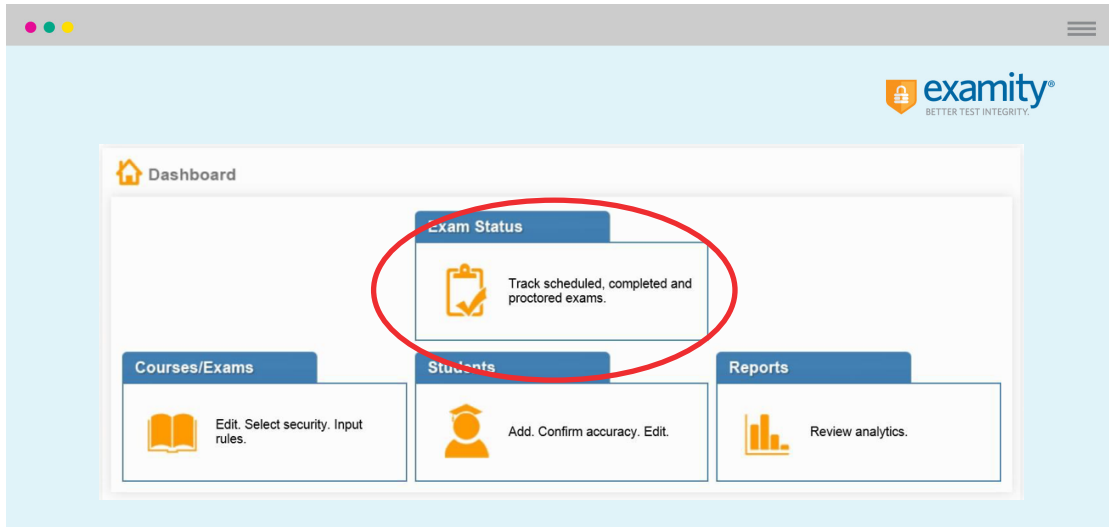 examity®
BETTER TEST INTEGRITY.
Dashboard
Exam Status
Track scheduled, completed and
proctored exams.
Courses/Exams
Edit. Select security. Input
rules.
Students
Add. Confirm accuracy. Edit.
Reports
Review analytics.